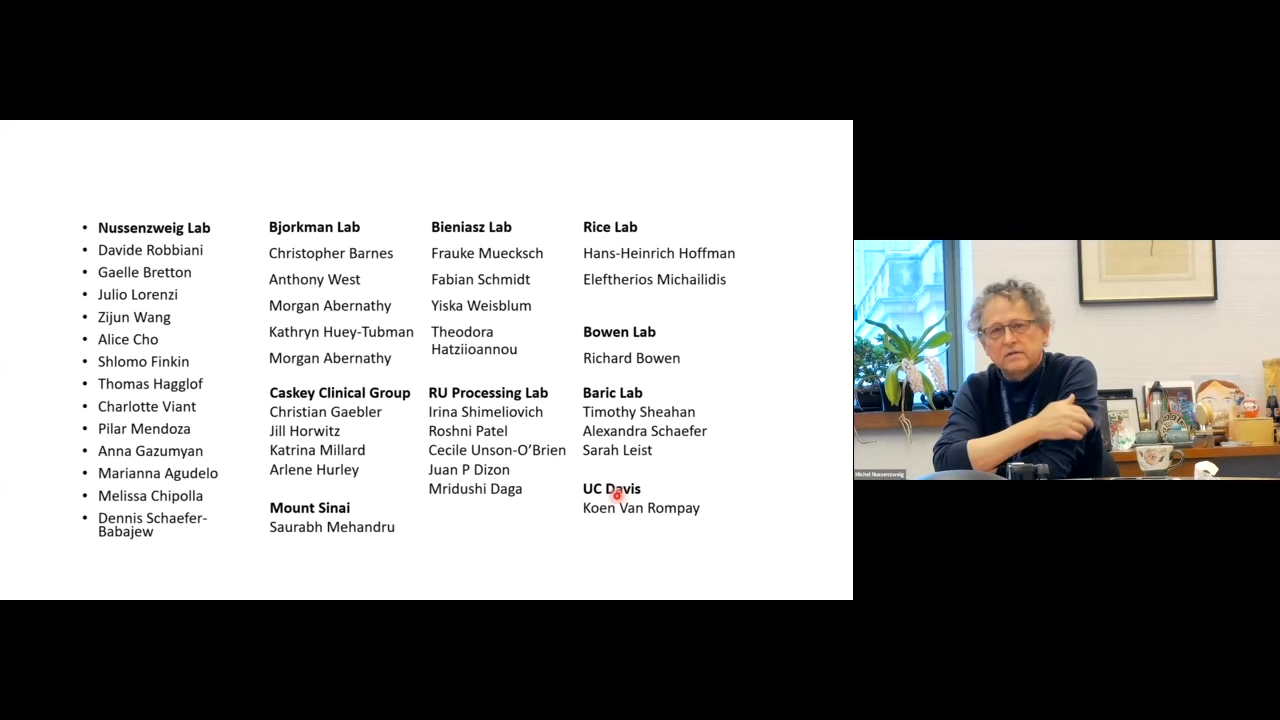 • Nussenzweig Lab
• Davide Robbiani
• Gaelle Bretton
• Julio Lorenzi
• Zijun Wang
• Alice Cho
• Shlomo Finkin
• Thomas Hagglof
• Charlotte Viant
• Pilar Mendoza
• Anna Gazumyan
• Marianna Agudelo
• Melissa Chipolla
• Dennis Schaefer-
Babajew
Bjorkman Lab
Christopher Barnes
Anthony West
Morgan Abernathy
Kathryn Huey-Tubman
Morgan Abernathy
Caskey Clinical Group
Christian Gaebler
Jill Horwitz
Katrina Millard
Arlene Hurley
Mount Sinai
Saurabh Mehandru
Bieniasz Lab
Frauke Muecksch
Fabian Schmidt
Yiska Weisblum
Theodora
Hatziioannou
RU Processing Lab
Irina Shimeliovich
Roshni Patel
Cecile Unson-O’Brien
Juan P Dizon
Mridushi Daga
Rice Lab
Hans-Heinrich Hoffman
Eleftherios Michailidis
Bowen Lab
Richard Bowen
Baric Lab
Timothy Sheahan
Alexandra Schaefer
Sarah Leist
UC Davis
Koen Van Rompay
Michel Nussenzweig